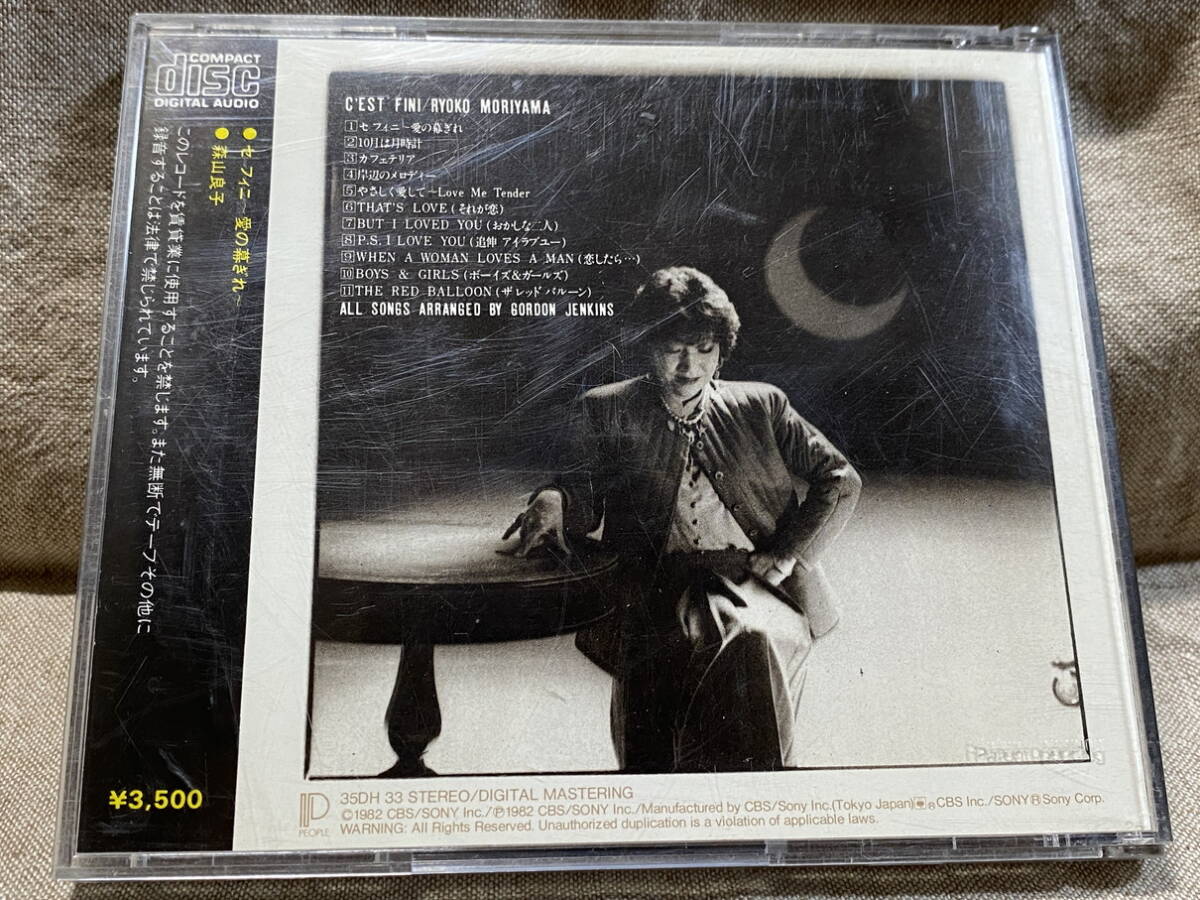 COMPACT
disc
DIGITAL AUDIO
●セ フィニ〜愛の幕ぎれ〜
●森山良子
このレコードを賃貸業に使用することを禁じます。また無断でテープその他に
録音することは法律で禁じられています。
¥3,500
C'EST FINI/RYOKO MORIYAMA
1セ フィニ〜愛の幕ぎれ
2 10月は月時計
3カフェテリア
4岸辺のメロディー
5やさしく愛して−Love Me Tender
6THAT'S LOVE(それが恋)
7BUT I LOVED YOU(おかしな二人)
8P.S.I LOVE YOU(追伸 アイラブユー)
9WHEN A WOMAN LOVES A MAN(恋したら…)
10BOYS & GIRLS(ボーイズ&ガールズ)
11THE RED BALLOON(ザ レッド バルーン)
ALL SONGS ARRANGED BY GORDON JENKINS
PEOPLE
35DH 33 STEREO/DIGITAL MASTERING
©1982 CBS/SONY Inc./℗1982 CBS/SONY Inc./Manufactured by CBS/Sony Inc.(Tokyo Japan)/® CBS Inc./SONY® Sony Corp.
WARNING: All Rights Reserved. Unauthorized duplication is a violation of applicable laws.